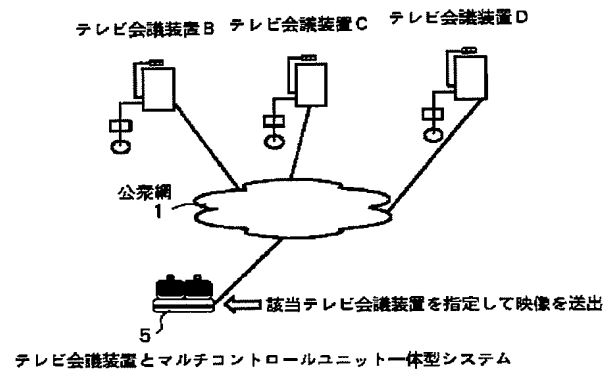 テレビ会議装置B
テレビ会議装置C
テレビ会議装置D
公衆網
1
該当テレビ会議装置を指定して映像を送出
5
テレビ会議装置とマルチコントロールユニット一体型システム